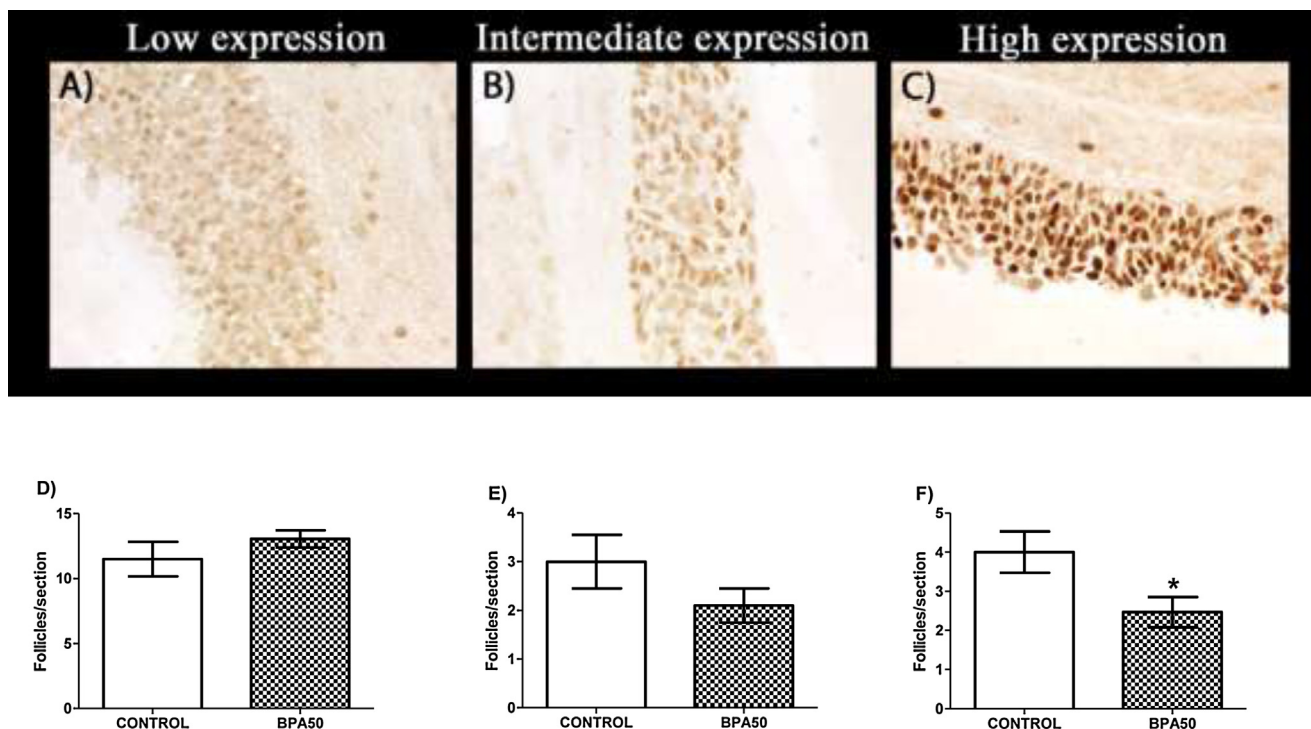 Low expression Intermediate expression High expression
A) B) C)
D)
Follicles/section
15
10
5
0
CONTROL BPA50
E)
Follicles/section
4
3
2
1
0
CONTROL BPA50
F)
Follicles/section
5
4
3
2
1
0
*
CONTROL BPA50